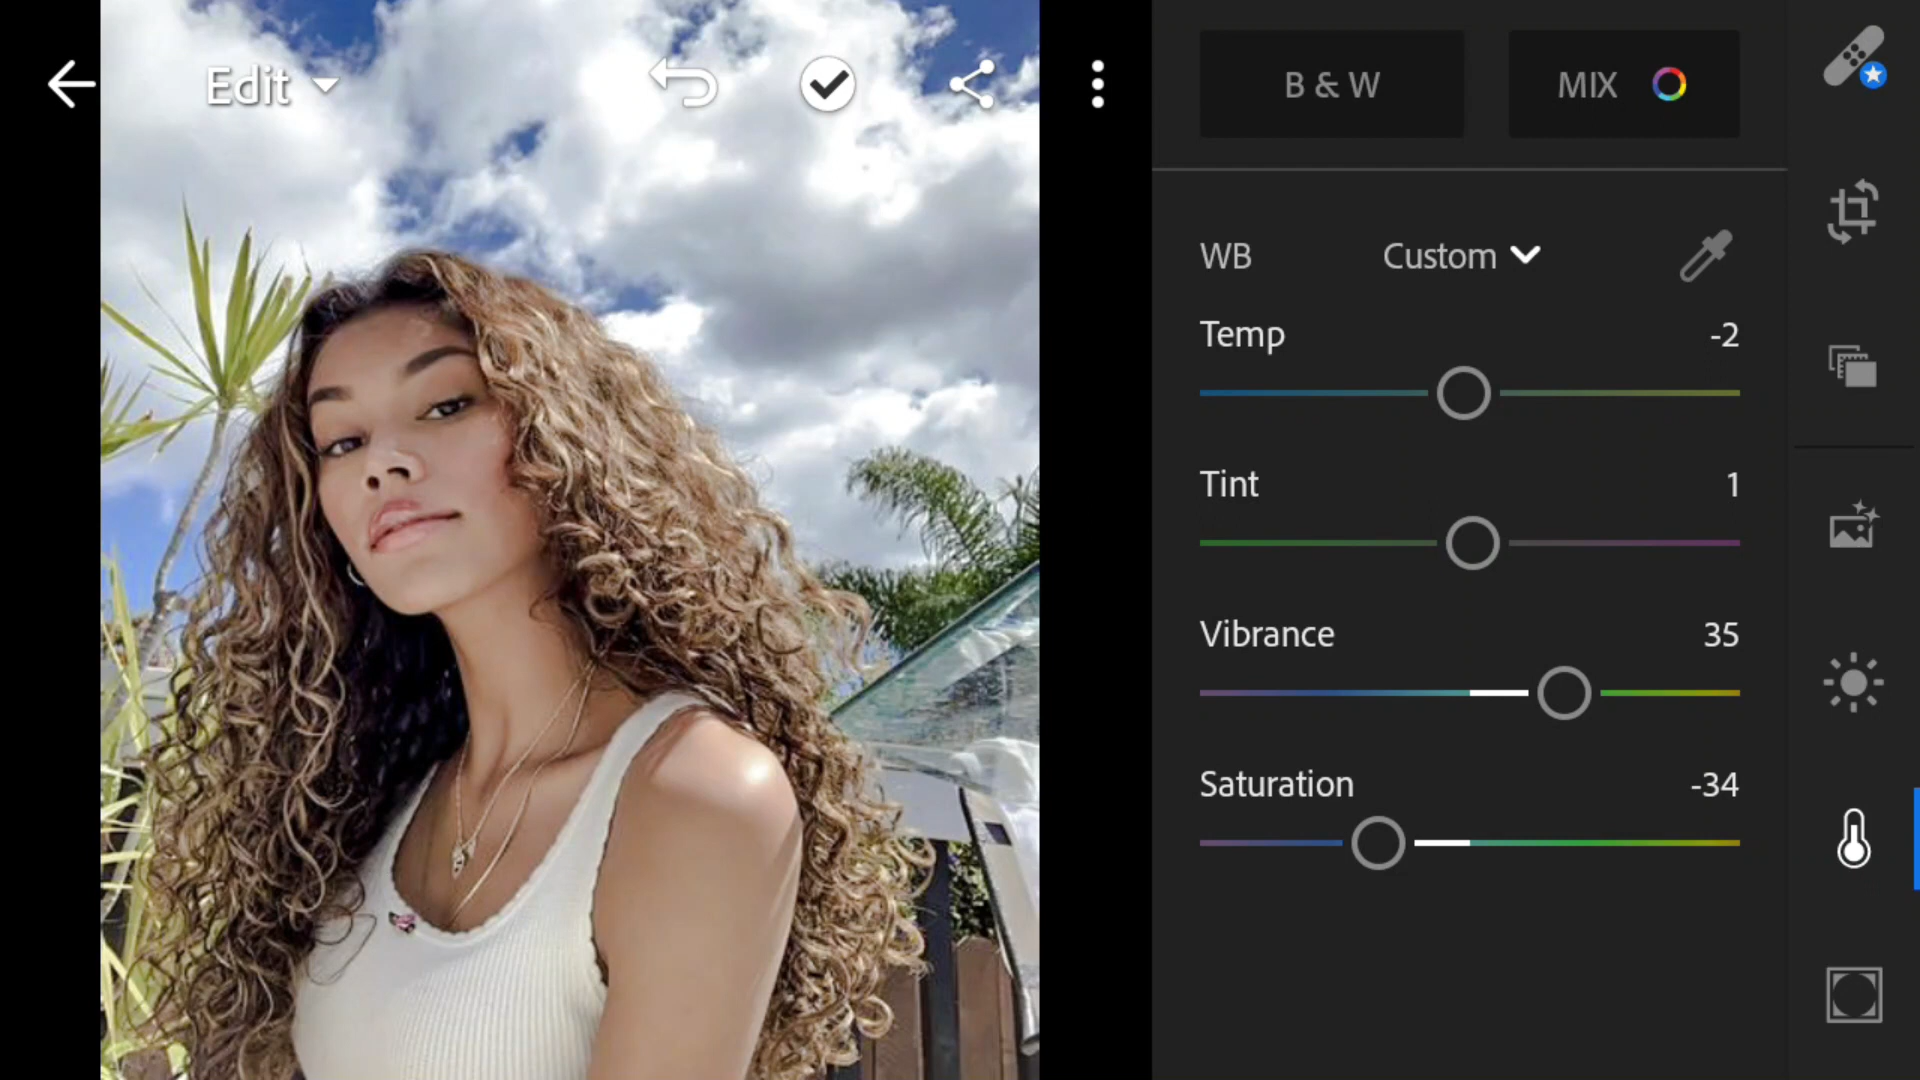 Edit
B & W
MIX
WB
Custom
Temp
-2
Tint
1
Vibrance
35
Saturation
-34